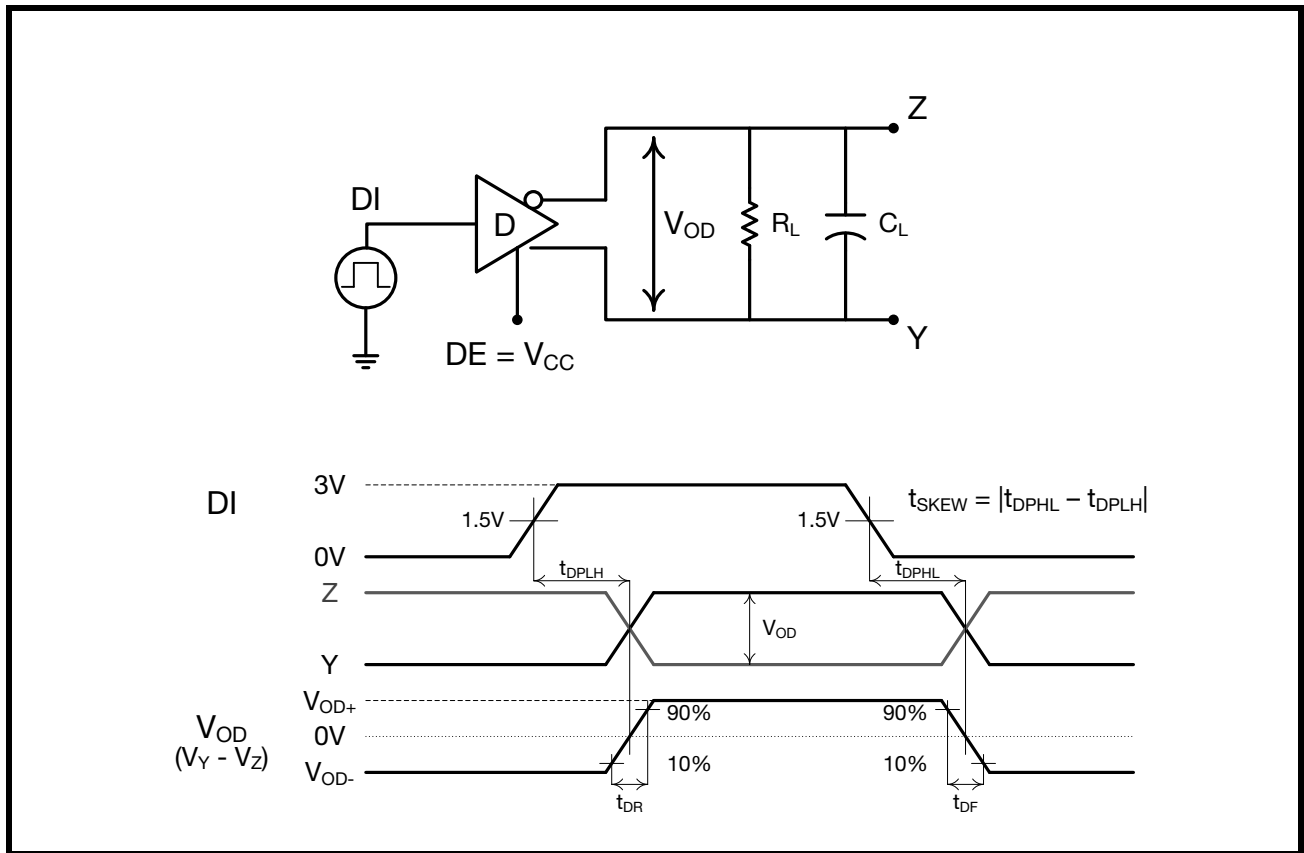 Z
DI
D
V_OD
R_L
C_L
Y
DE = V_CC
3V
DI
t_SKEW = |t_DPHL – t_DPLH|
1.5V
1.5V
0V
t_DPLH
t_DPHL
Z
V_OD
Y
V_OD+
90%
90%
V_OD
0V
(V_Y - V_Z)
10%
10%
V_OD-
t_DR
t_DF